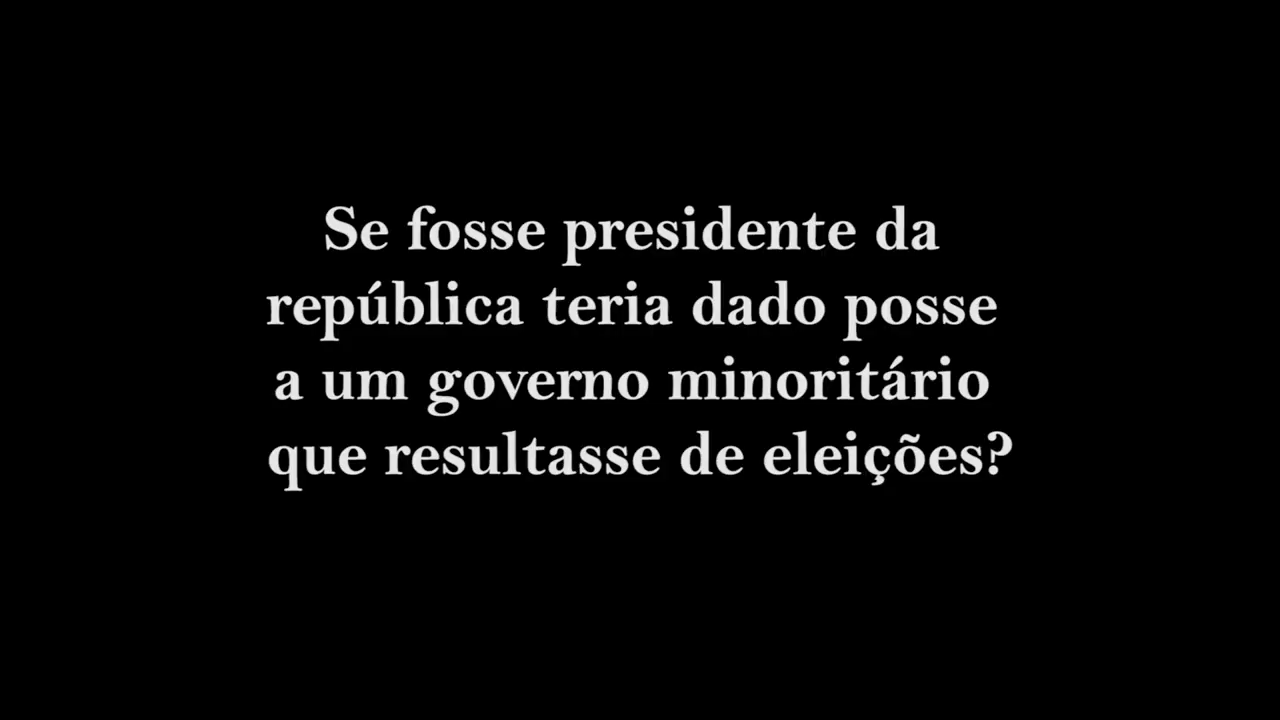 Se fosse presidente da
república teria dado posse
a um governo minoritário
que resultasse de eleições?